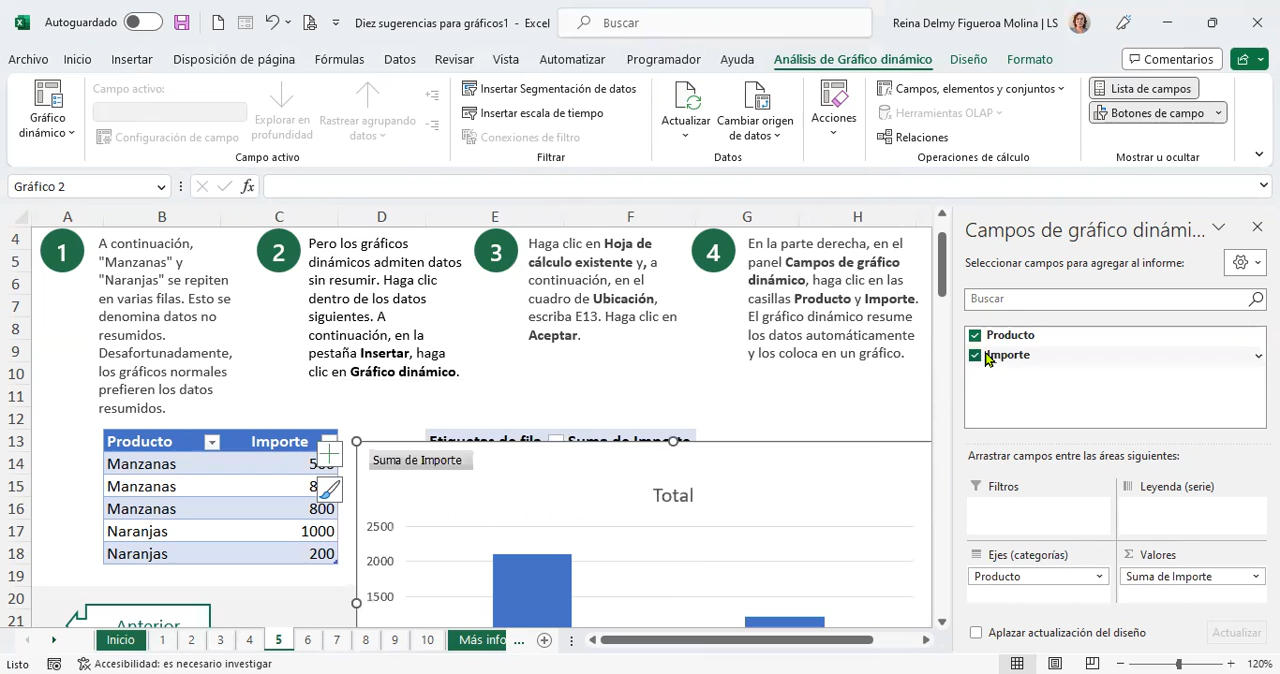 Autoguardado
Diez sugerencias para gráficos1 - Excel
Buscar
Reina Delmy Figueroa Molina | LS
Archivo Inicio Insertar Disposición de página Fórmulas Datos Revisar Vista Automatizar Programador Ayuda Análisis de Gráfico dinámico Diseño Formato
Comentarios
Gráfico
dinámico
Campo activo:
Configuración de campo
Explorar en
profundidad
Rastrear agrupando
datos
Campo activo
Insertar Segmentación de datos
Insertar escala de tiempo
Conexiones de filtro
Filtrar
Actualizar
Cambiar origen
de datos
Datos
Acciones
Campos, elementos y conjuntos
Herramientas OLAP
Relaciones
Operaciones de cálculo
Lista de campos
Botones de campo
Mostrar u ocultar
Gráfico 2
fx
A B C D E F G H
4
5
6
7
8
9
10
11
12
13
14
15
16
17
18
19
20
21
1
A continuación,
"Manzanas" y
"Naranjas" se repiten
en varias filas. Esto se
denomina datos no
resumidos.
Desafortunadamente,
los gráficos normales
prefieren los datos
resumidos.
2
Pero los gráficos
dinámicos admiten datos
sin resumir. Haga clic
dentro de los datos
siguientes. A
continuación, en la
pestaña Insertar, haga
clic en Gráfico dinámico.
3
Haga clic en Hoja de
cálculo existente y, a
continuación, en el
cuadro de Ubicación,
escriba E13. Haga clic en
Aceptar.
4
En la parte derecha, en el
panel Campos de gráfico
dinámico, haga clic en las
casillas Producto y Importe.
El gráfico dinámico resume
los datos automáticamente
y los coloca en un gráfico.
Producto Importe
Manzanas
Manzanas
Manzanas 800
Naranjas 1000
Naranjas 200
Etiquetas de fila Suma de Importe
Suma de Importe
Total
2500
2000
1500
Anterior
Campos de gráfico dinámi...
Seleccionar campos para agregar al informe:
Buscar
Producto
Importe
Arrastrar campos entre las áreas siguientes:
Filtros
Leyenda (serie)
Ejes (categorías)
Producto
Σ Valores
Suma de Importe
Aplazar actualización del diseño
Actualizar
Inicio 1 2 3 4 5 6 7 8 9 10 Más info ...
Listo
Accesibilidad: es necesario investigar
120%